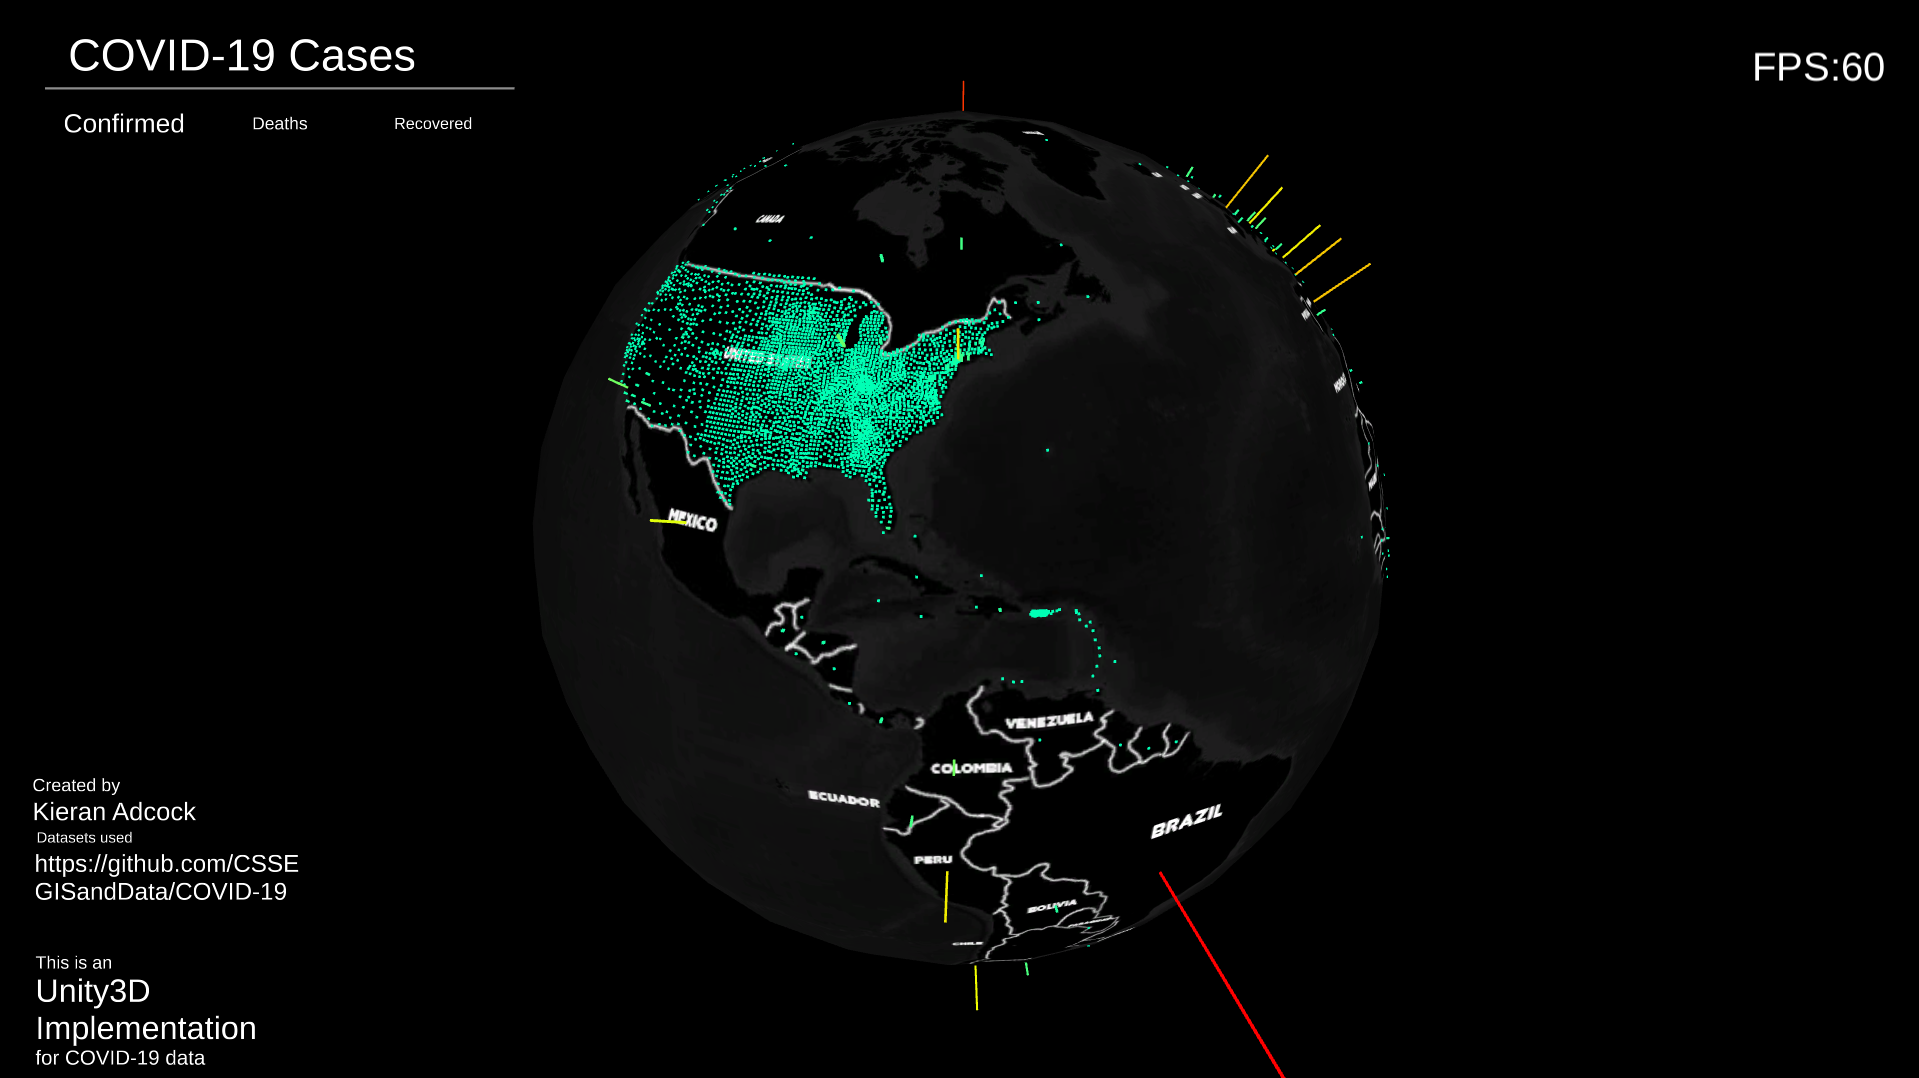 COVID-19 Cases
FPS:60
Confirmed Deaths Recovered
CANADA
UNITED STATES
MEXICO
VENEZUELA
COLOMBIA
ECUADOR
BRAZIL
PERU
BOLIVIA
CHILE
Created by
Kieran Adcock
Datasets used
https://github.com/CSSE
GISandData/COVID-19
This is an
Unity3D
Implementation
for COVID-19 data